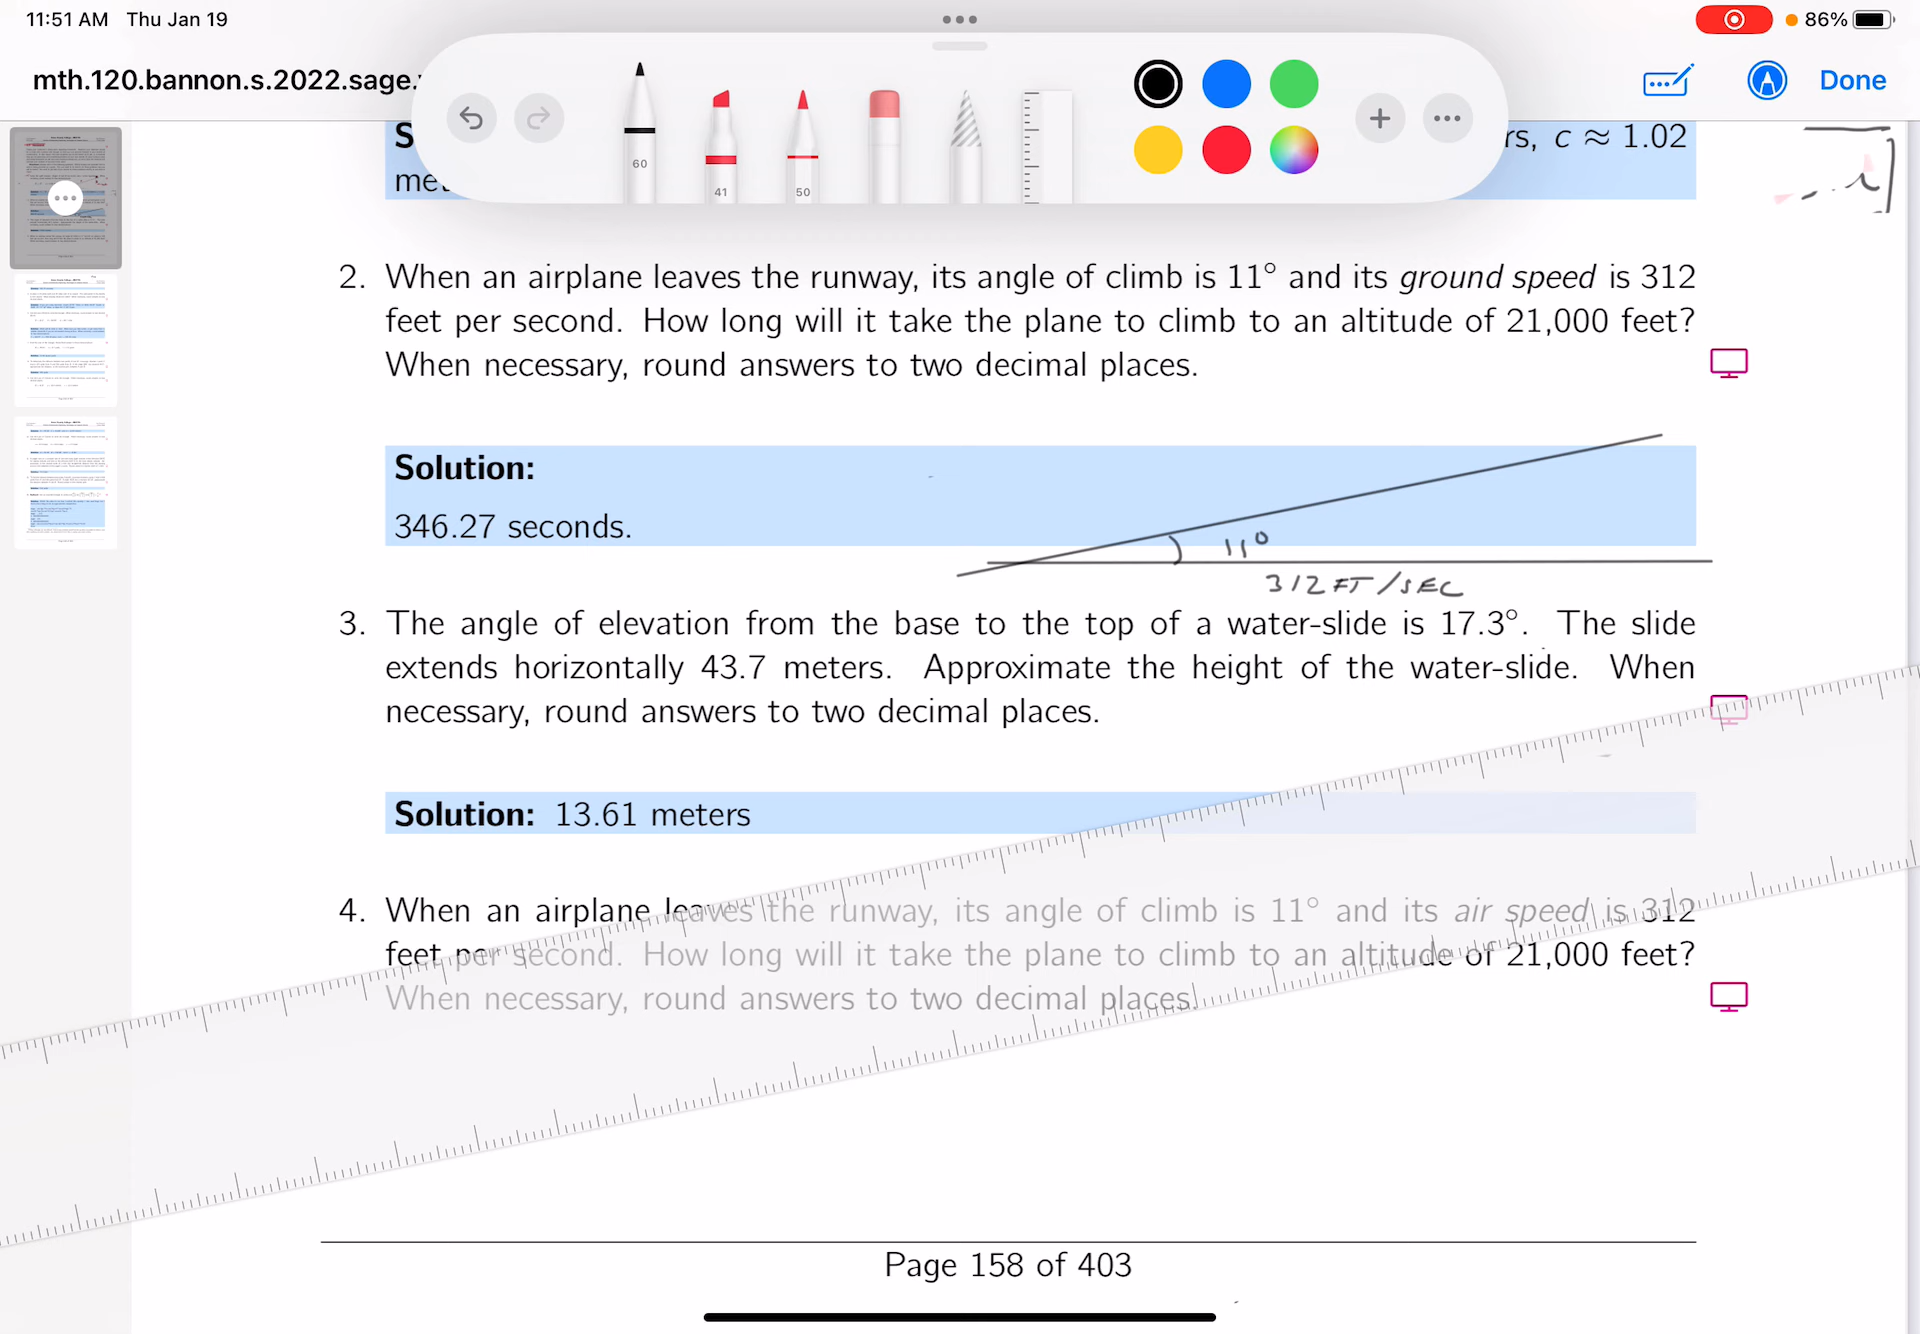 11:51 AM Thu Jan 19
86%
mth.120.bannon.s.2022.sage.
Done
60
41
50
S
rs, c ≈ 1.02
me
2. When an airplane leaves the runway, its angle of climb is 11° and its ground speed is 312
feet per second. How long will it take the plane to climb to an altitude of 21,000 feet?
When necessary, round answers to two decimal places.
Solution:
346.27 seconds.
11°
312 FT/SEC
3. The angle of elevation from the base to the top of a water-slide is 17.3°. The slide
extends horizontally 43.7 meters. Approximate the height of the water-slide. When
necessary, round answers to two decimal places.
Solution: 13.61 meters
4. When an airplane leaves the runway, its angle of climb is 11° and its air speed is 312
feet per second. How long will it take the plane to climb to an altitude of 21,000 feet?
When necessary, round answers to two decimal places.
Page 158 of 403